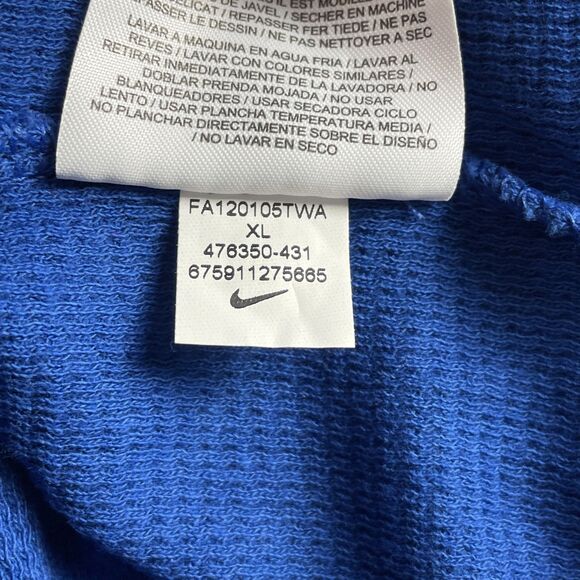 DE JAVEL / SECHER EN MACHINE
DELICAT / REPASSER FER TIEDE / NE PAS
REPASSER LE DESSIN / NE PAS NETTOYER A SEC
LAVAR A MAQUINA EN AGUA FRIA / LAVAR AL
REVES / LAVAR CON COLORES SIMILARES /
RETIRAR INMEDIATAMENTE DE LA LAVADORA / NO
DOBLAR PRENDA MOJADA / NO USAR
BLANQUEADORES / USAR SECADORA CICLO
LENTO / USAR PLANCHA TEMPERATURA MEDIA /
NO PLANCHAR DIRECTAMENTE SOBRE EL DISEÑO
/ NO LAVAR EN SECO
FA120105TWA
XL
476350-431
675911275665